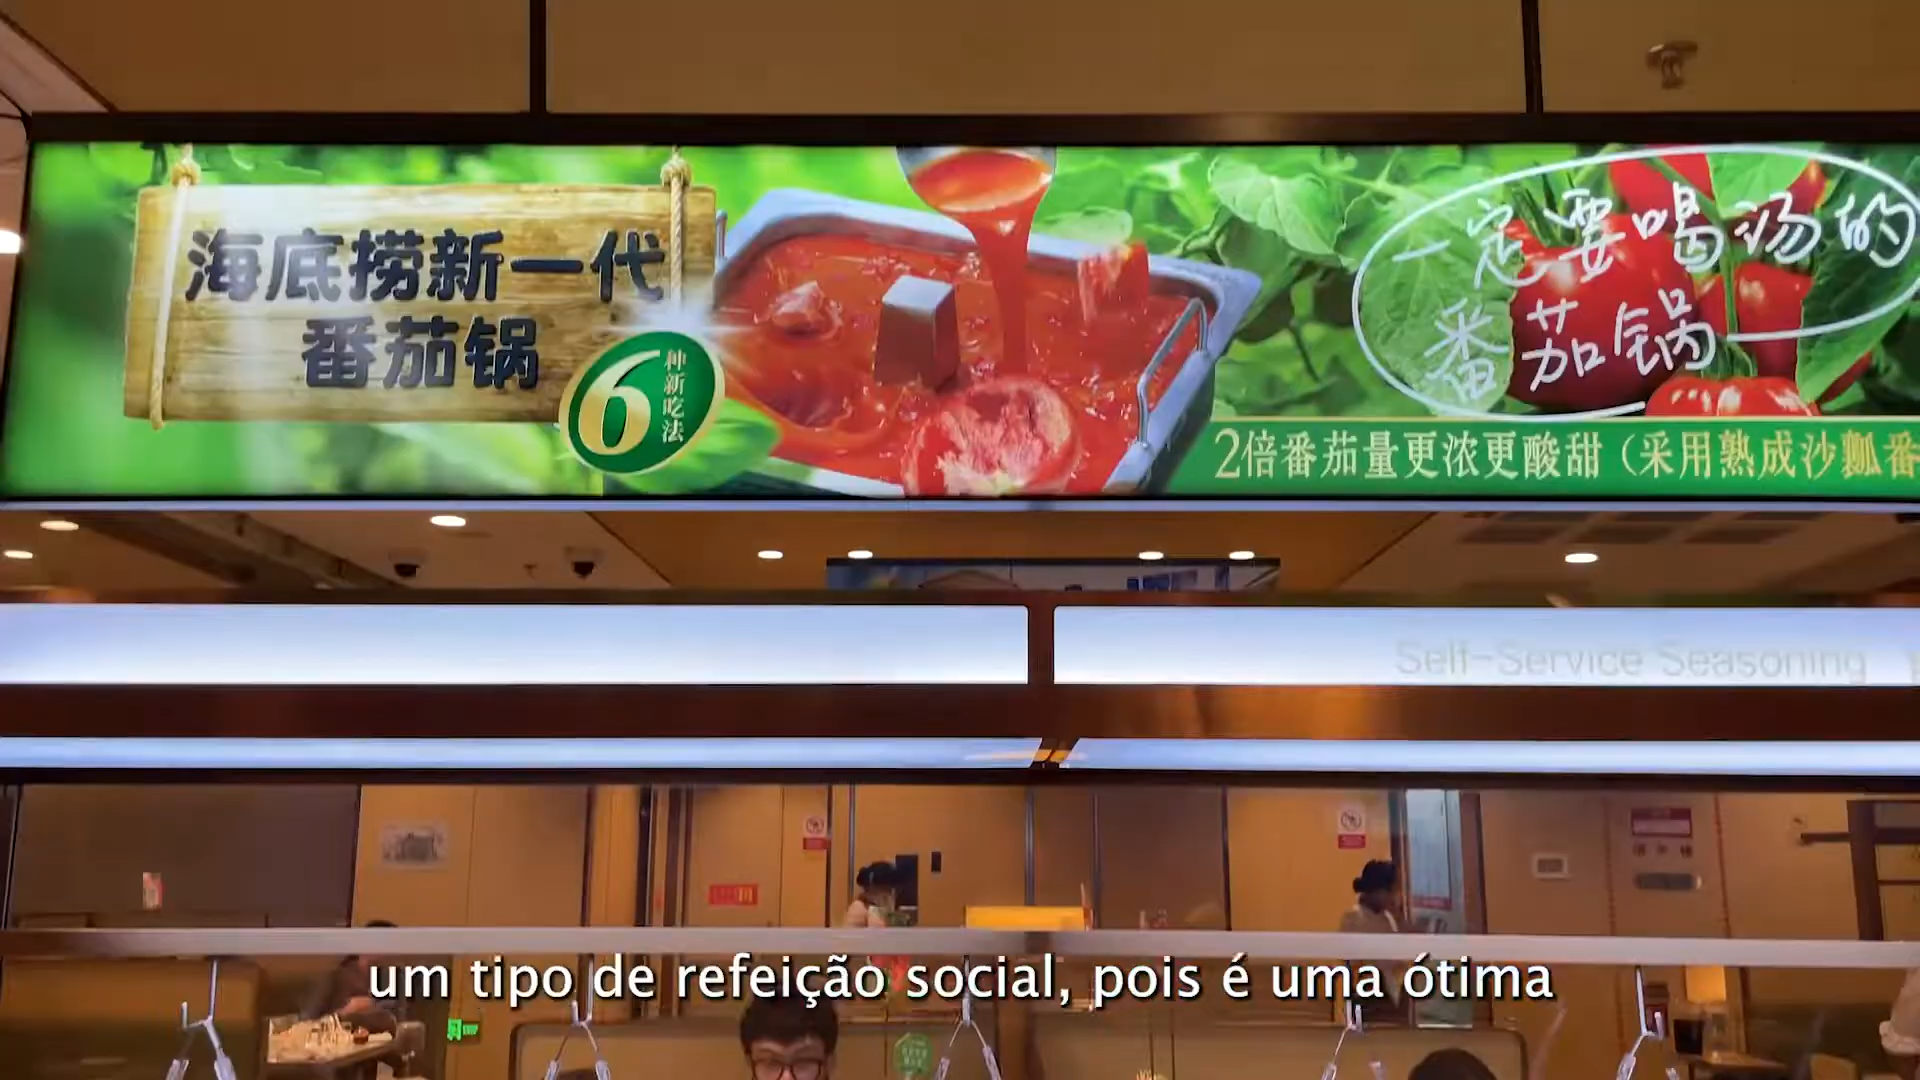 海底捞新一代
番茄锅
6种新吃法
一定要喝汤的
番茄锅
2倍番茄量更浓更酸甜（采用熟成沙瓤番
Self-Service Seasoning
um tipo de refeição social, pois é uma ótima